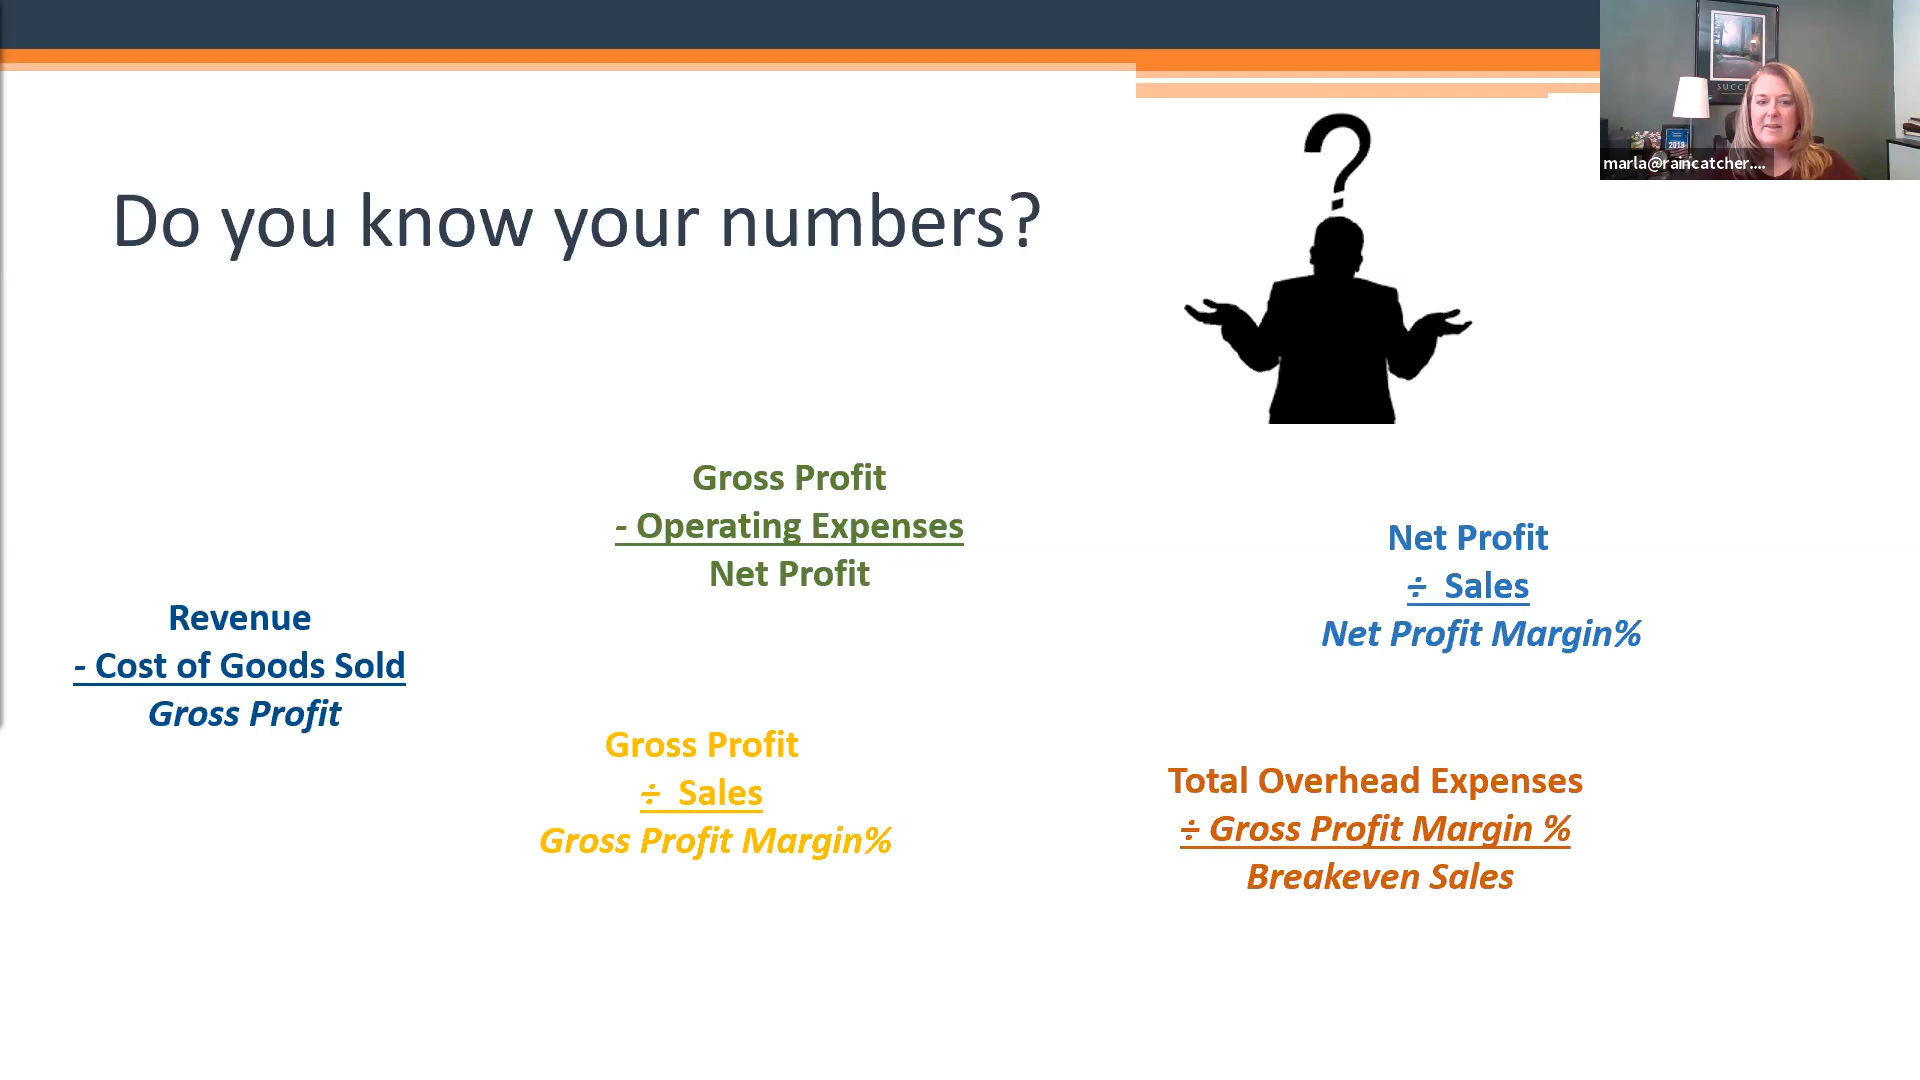 Do you know your numbers?
?
SUCC
2019
marla@raincatcher....
Gross Profit
- Operating Expenses
Net Profit
Net Profit
÷ Sales
Net Profit Margin%
Revenue
- Cost of Goods Sold
Gross Profit
Gross Profit
÷ Sales
Gross Profit Margin%
Total Overhead Expenses
÷ Gross Profit Margin %
Breakeven Sales